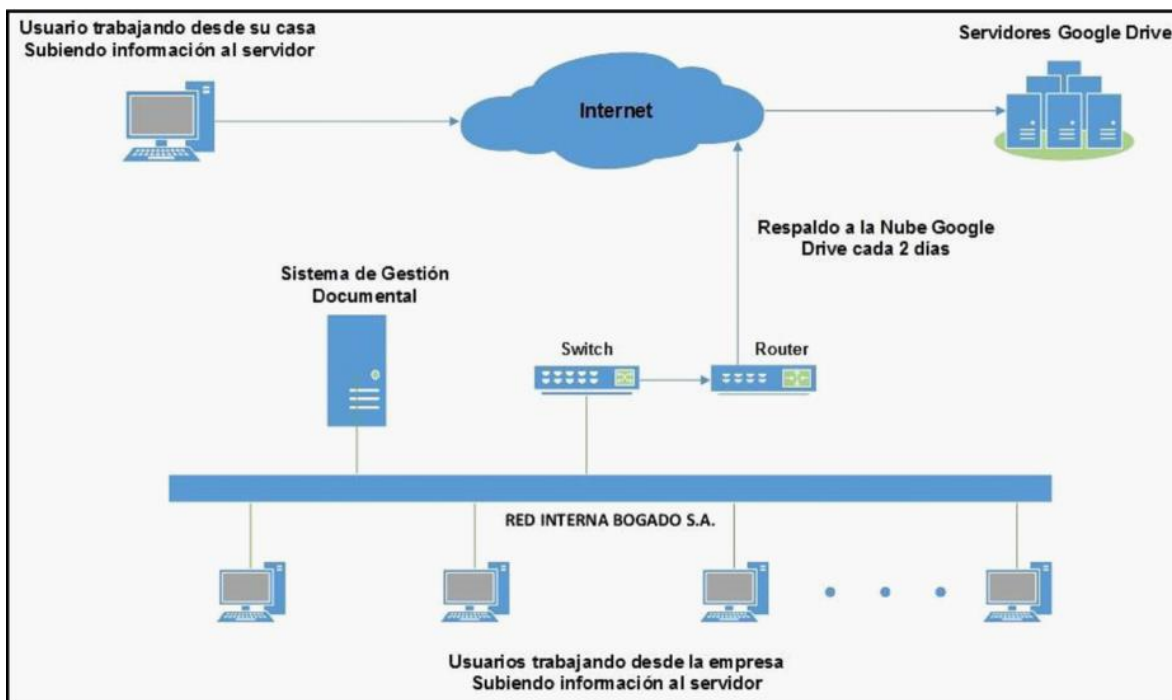 Usuario trabajando desde su casa
Subiendo información al servidor
Servidores Google Drive
Internet
Respaldo a la Nube Google
Drive cada 2 días
Sistema de Gestión
Documental
Switch
Router
RED INTERNA BOGADO S.A.
Usuarios trabajando desde la empresa
Subiendo información al servidor